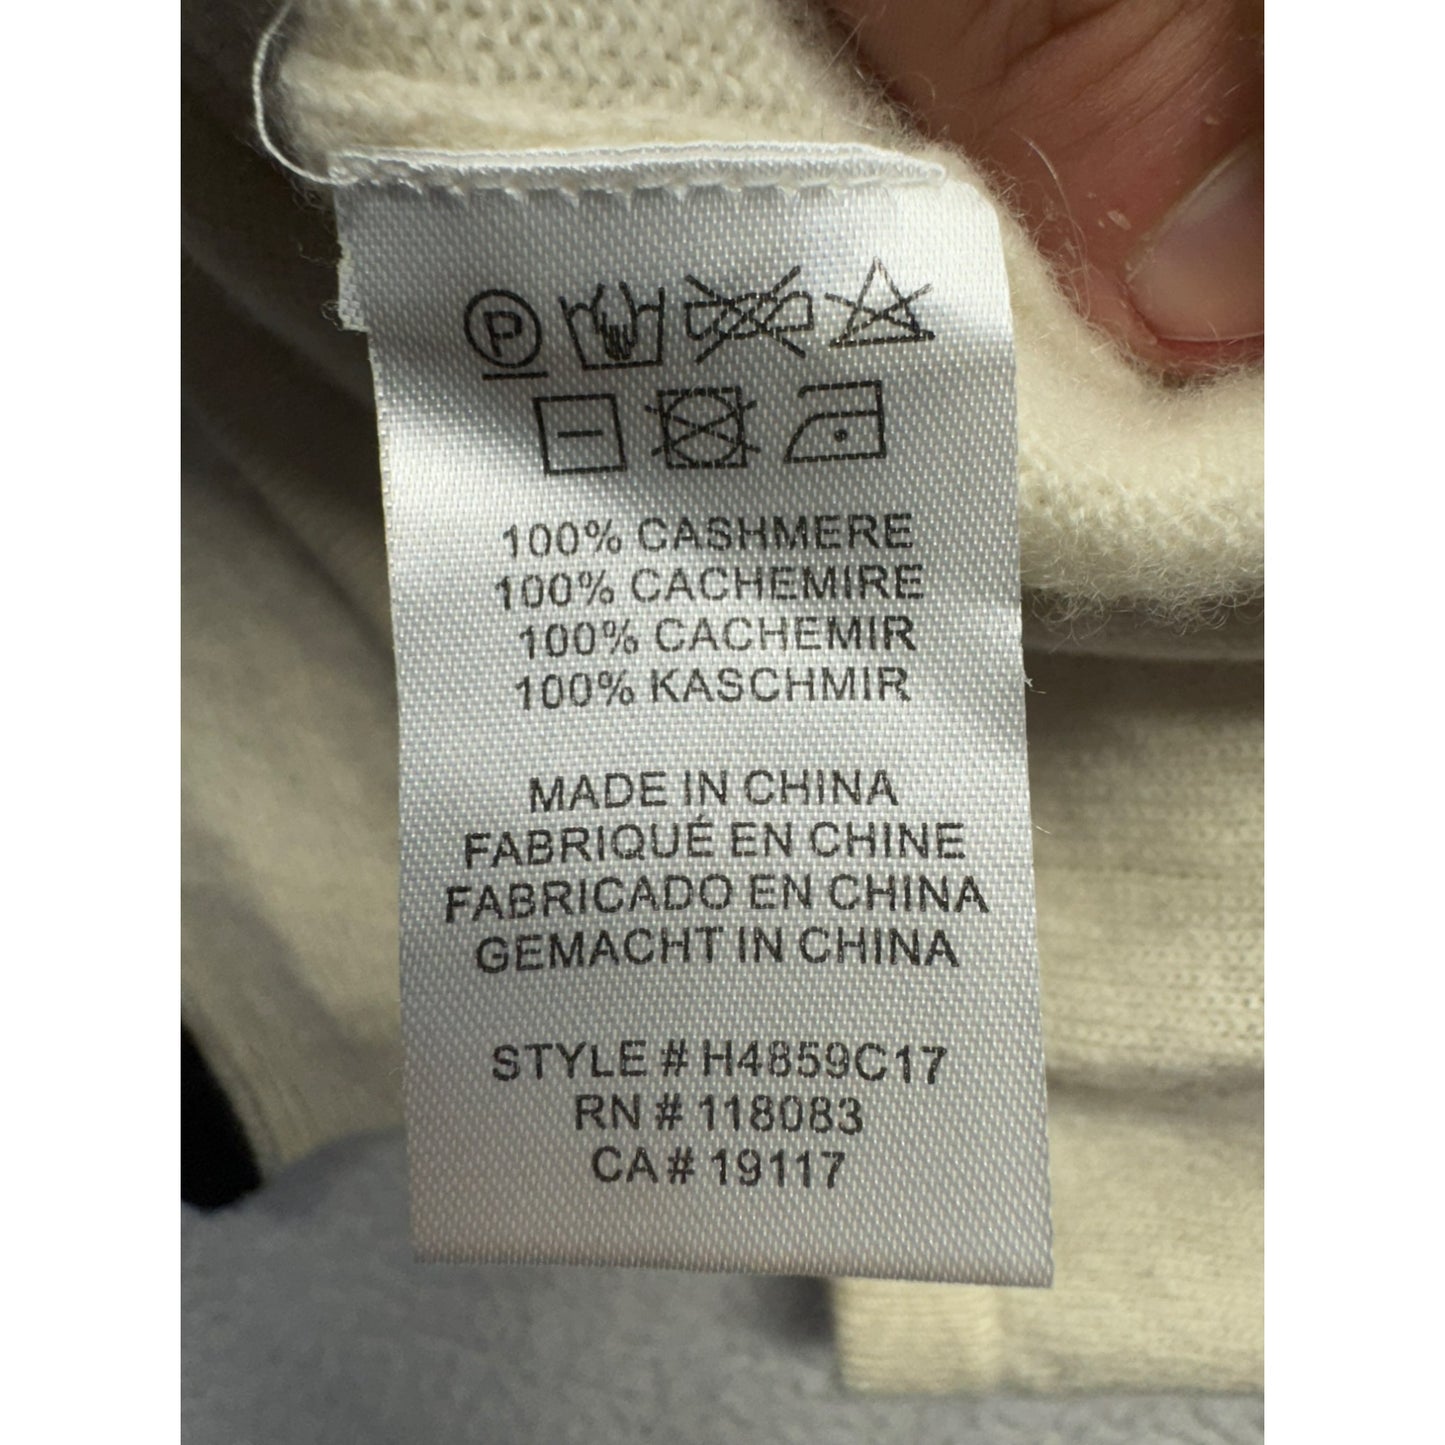 P
100% CASHMERE
100% CACHEMIRE
100% CACHEMIR
100% KASCHMIR
MADE IN CHINA
FABRIQUÉ EN CHINE
FABRICADO EN CHINA
GEMACHT IN CHINA
STYLE # H4859C17
RN # 118083
CA # 19117